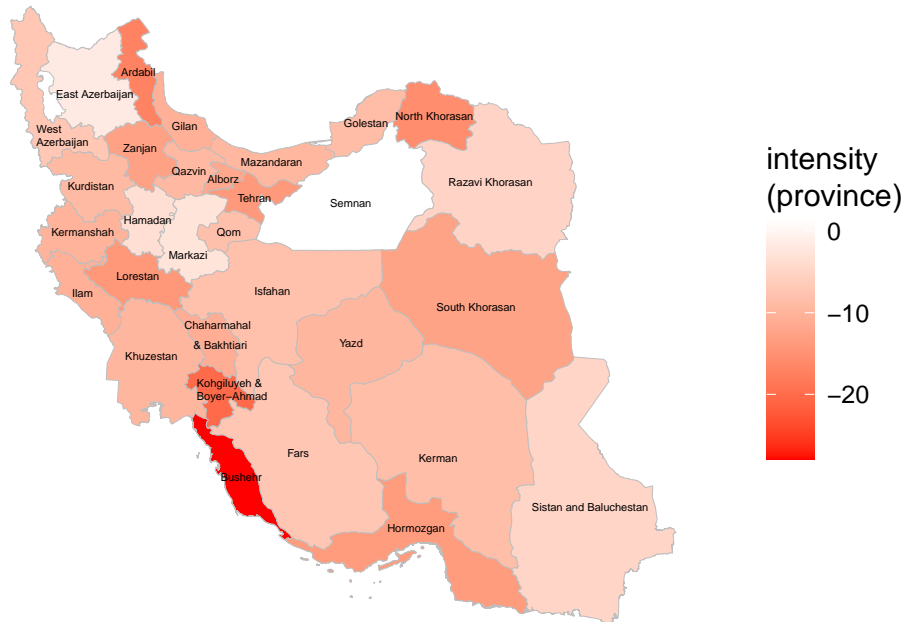 Ardabil
East Azerbaijan
West
Azerbaijan
Gilan
Zanjan
Golestan
North Khorasan
Mazandaran
Qazvin
Alborz
Kurdistan
Tehran
Razavi Khorasan
Semnan
Hamadan
Kermanshah
Qom
Markazi
Lorestan
Ilam
Isfahan
South Khorasan
Chaharmahal
& Bakhtiari
Yazd
Khuzestan
Kohgiluyeh &
Boyer−Ahmad
Fars
Kerman
Bushehr
Sistan and Baluchestan
Hormozgan
intensity
(province)
0
−10
−20